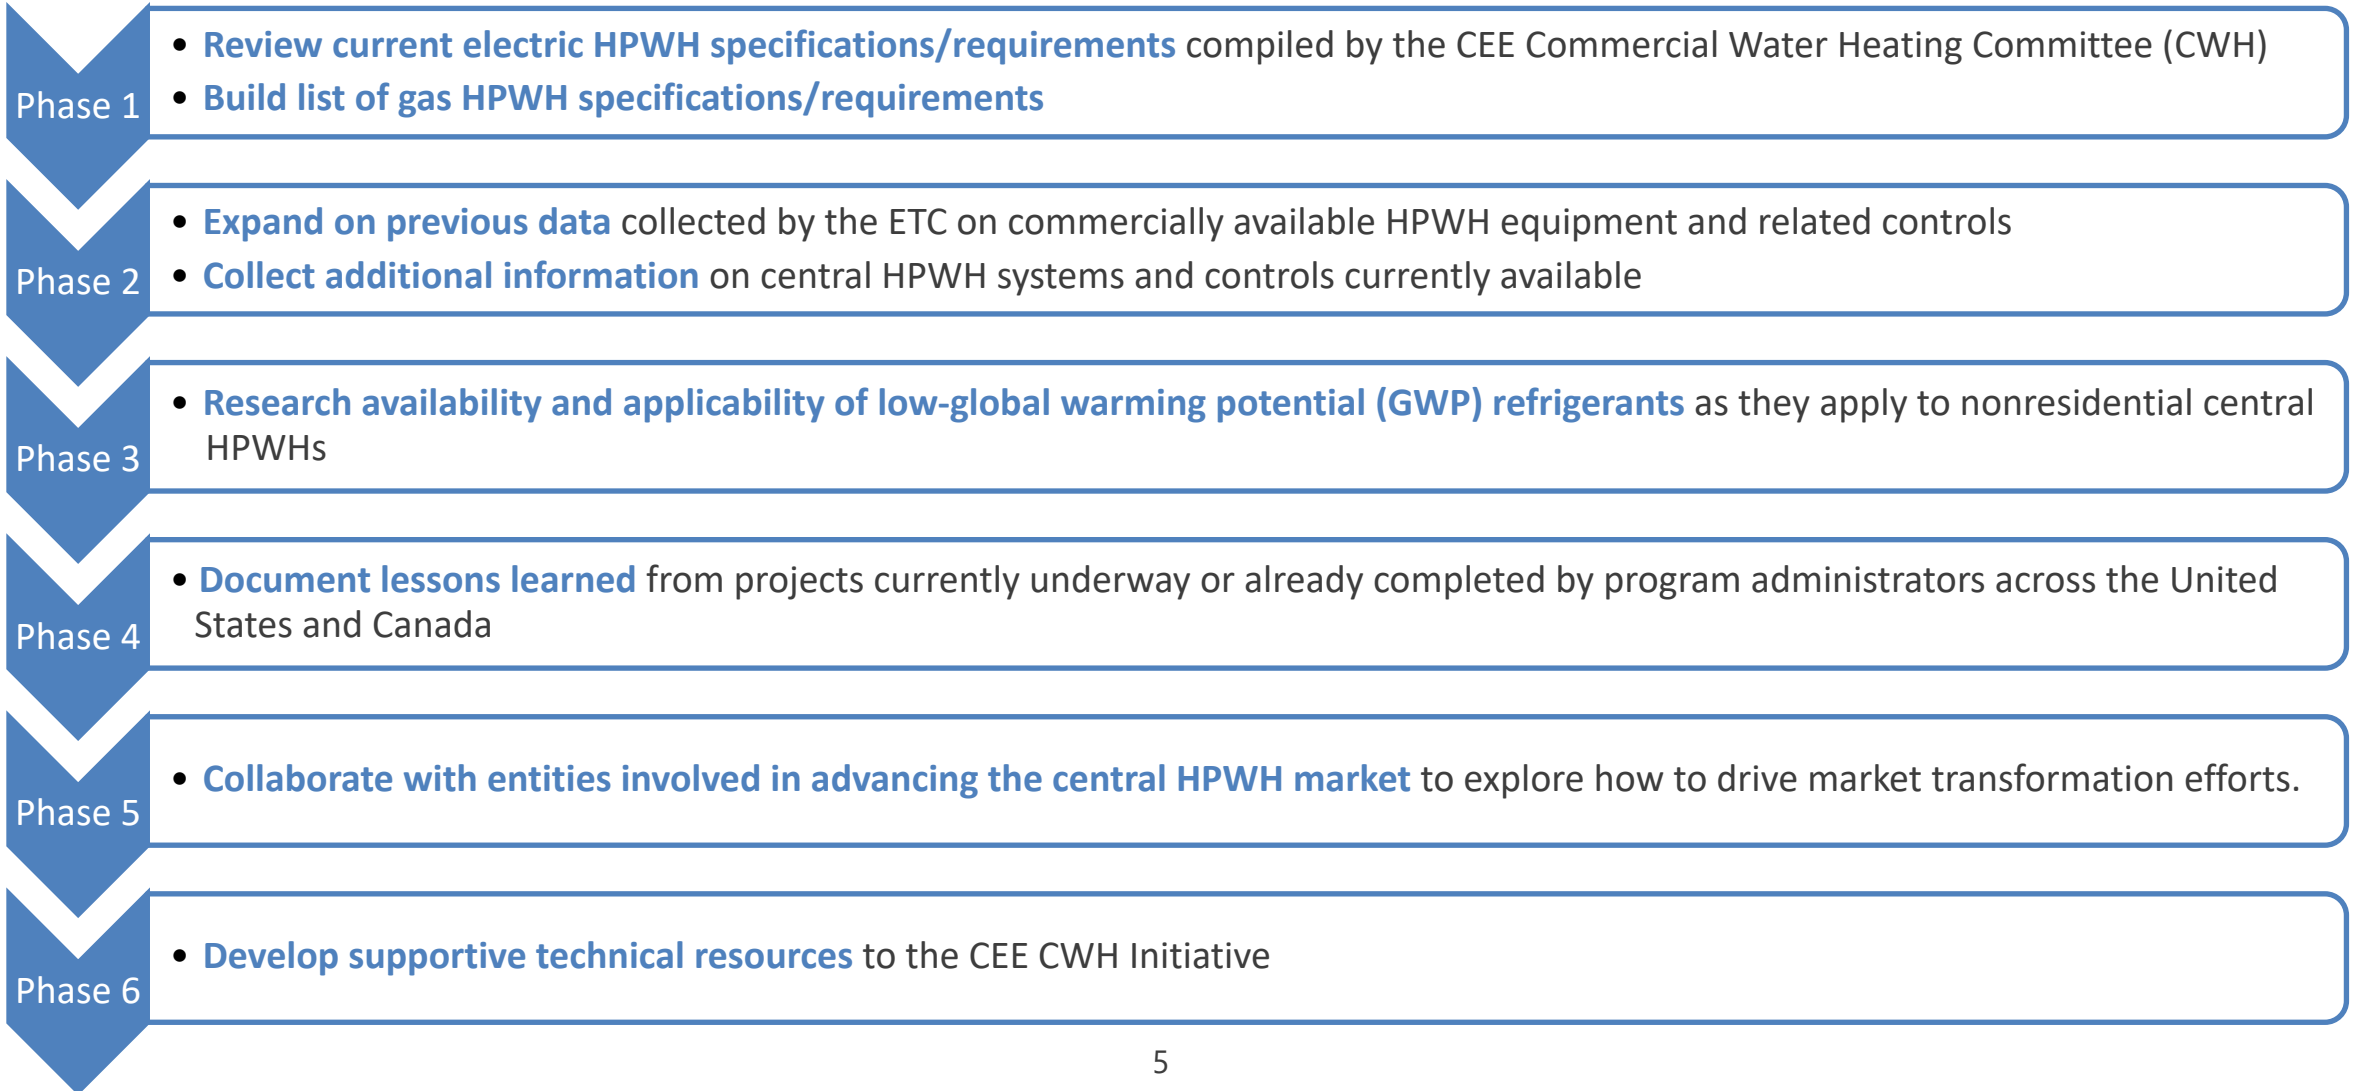 Phase 1
• Review current electric HPWH specifications/requirements compiled by the CEE Commercial Water Heating Committee (CWH)
• Build list of gas HPWH specifications/requirements
Phase 2
• Expand on previous data collected by the ETC on commercially available HPWH equipment and related controls
• Collect additional information on central HPWH systems and controls currently available
Phase 3
• Research availability and applicability of low-global warming potential (GWP) refrigerants as they apply to nonresidential central
HPWHs
Phase 4
• Document lessons learned from projects currently underway or already completed by program administrators across the United
States and Canada
Phase 5
• Collaborate with entities involved in advancing the central HPWH market to explore how to drive market transformation efforts.
Phase 6
• Develop supportive technical resources to the CEE CWH Initiative
5